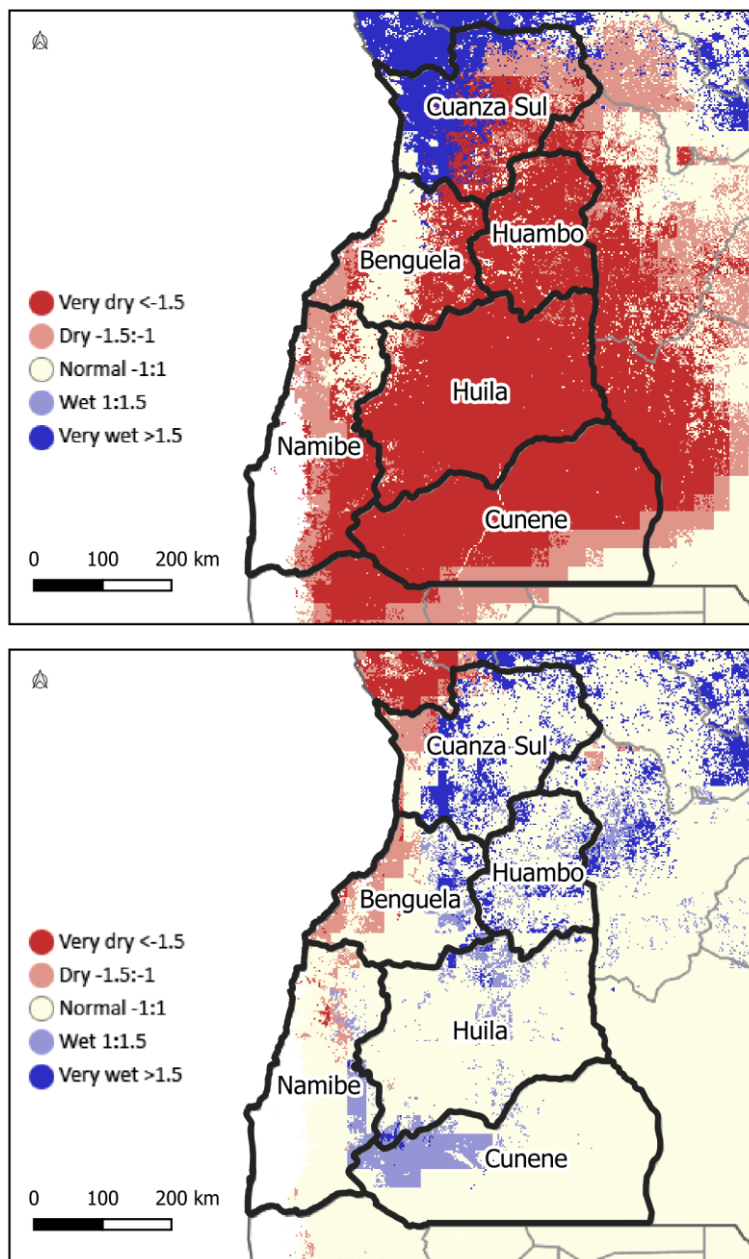 Cuanza Sul
Huambo
Benguela
Very dry <-1.5
Dry -1.5:-1
Normal -1:1
Wet 1:1.5
Very wet >1.5
Huila
Namibe
Cunene
0 100 200 km
Cuanza Sul
Huambo
Benguela
Very dry <-1.5
Dry -1.5:-1
Normal -1:1
Wet 1:1.5
Very wet >1.5
Huila
Namibe
Cunene
0 100 200 km